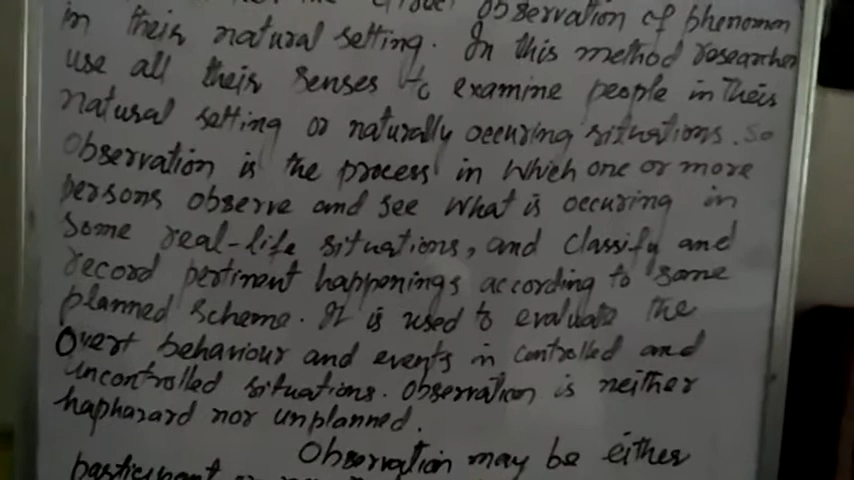 observation of phenomen
in their natural setting. In this method researcher
use all their senses to examine people in their
natural setting or naturally occuring situations. So
observation is the process in which one or more
persons observe and see what is occuring in
some real-life situations, and classify and
record pertinent happenings according to some
planned scheme. It is used to evaluate the
overt behaviour and events in controlled and
uncontrolled situations. Observation is neither
haphazard nor unplanned.
Observation may be either
participant or